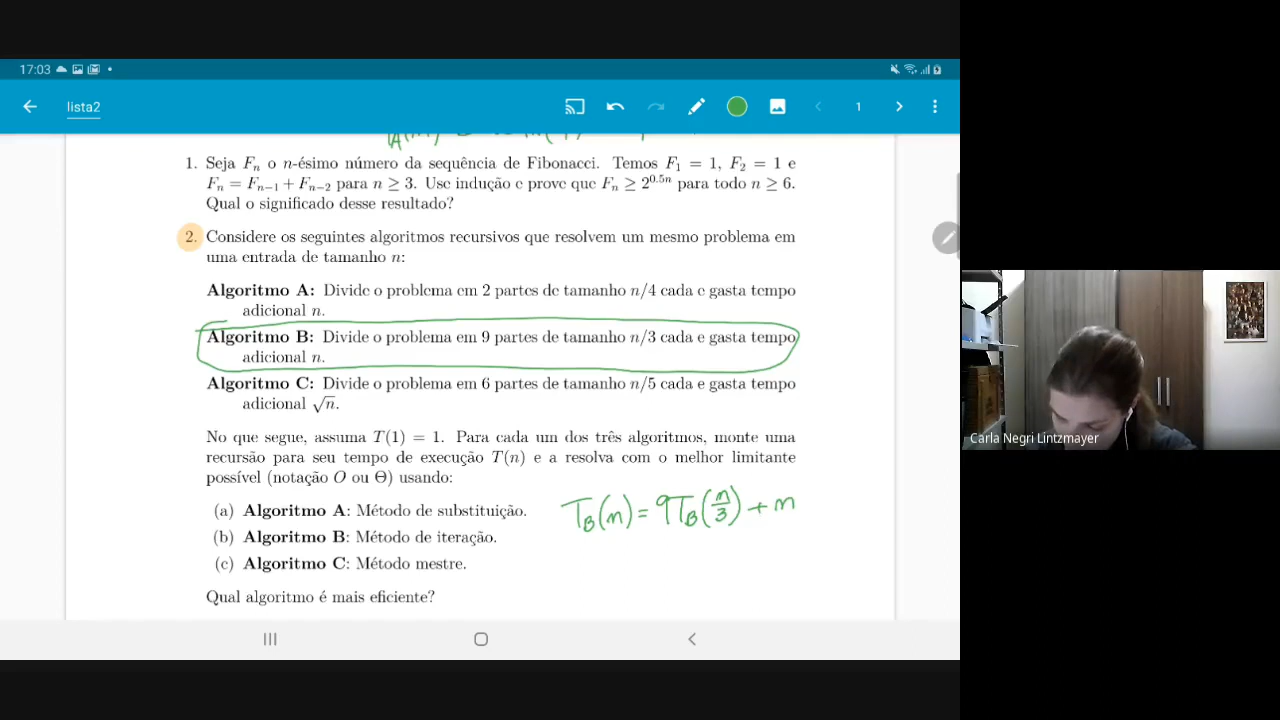 17:03
lista2
1
1. Seja Fn o n-ésimo número da sequência de Fibonacci. Temos F1 = 1, F2 = 1 e
Fn = Fn−1 + Fn−2 para n ≥ 3. Use indução e prove que Fn ≥ 2^0.5n para todo n ≥ 6.
Qual o significado desse resultado?
2. Considere os seguintes algoritmos recursivos que resolvem um mesmo problema em
uma entrada de tamanho n:
Algoritmo A: Divide o problema em 2 partes de tamanho n/4 cada e gasta tempo
adicional n.
Algoritmo B: Divide o problema em 9 partes de tamanho n/3 cada e gasta tempo
adicional n.
Algoritmo C: Divide o problema em 6 partes de tamanho n/5 cada e gasta tempo
adicional √n.
No que segue, assuma T(1) = 1. Para cada um dos três algoritmos, monte uma
recursão para seu tempo de execução T(n) e a resolva com o melhor limitante
possível (notação O ou Θ) usando:
(a) Algoritmo A: Método de substituição.
T_B(n) = 9T_B(n/3) + n
(b) Algoritmo B: Método de iteração.
(c) Algoritmo C: Método mestre.
Qual algoritmo é mais eficiente?
Carla Negri Lintzmayer